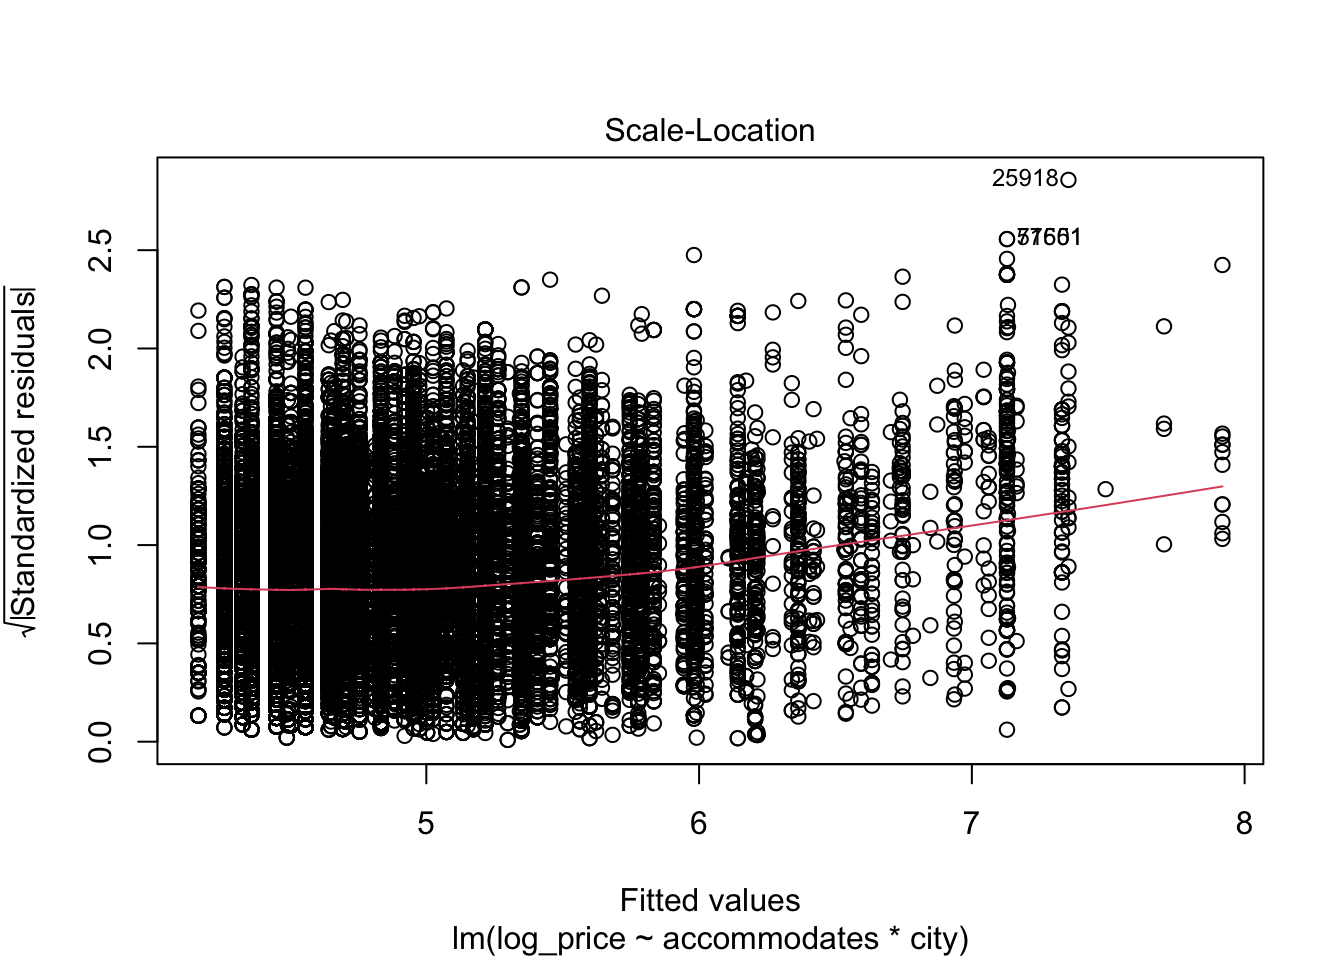 Scale-Location
25918
√|Standardized residuals|
0.0 0.5 1.0 1.5 2.0 2.5
5 6 7 8
Fitted values
lm(log_price ~ accommodates * city)